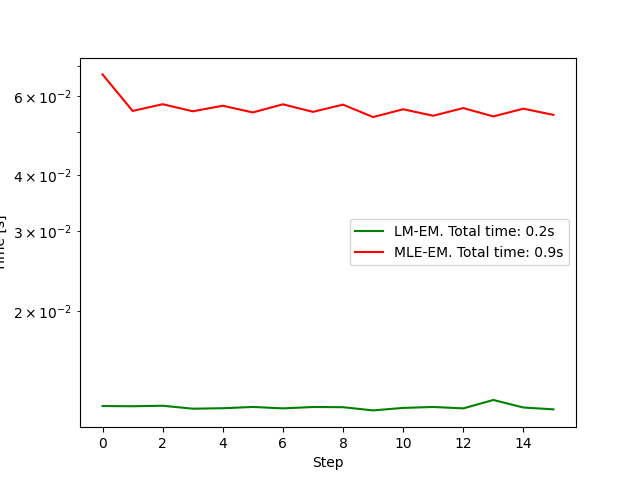 6 × 10⁻²
4 × 10⁻²
3 × 10⁻²
2 × 10⁻²
Time [s]
LM-EM. Total time: 0.2s
MLE-EM. Total time: 0.9s
0 2 4 6 8 10 12 14
Step